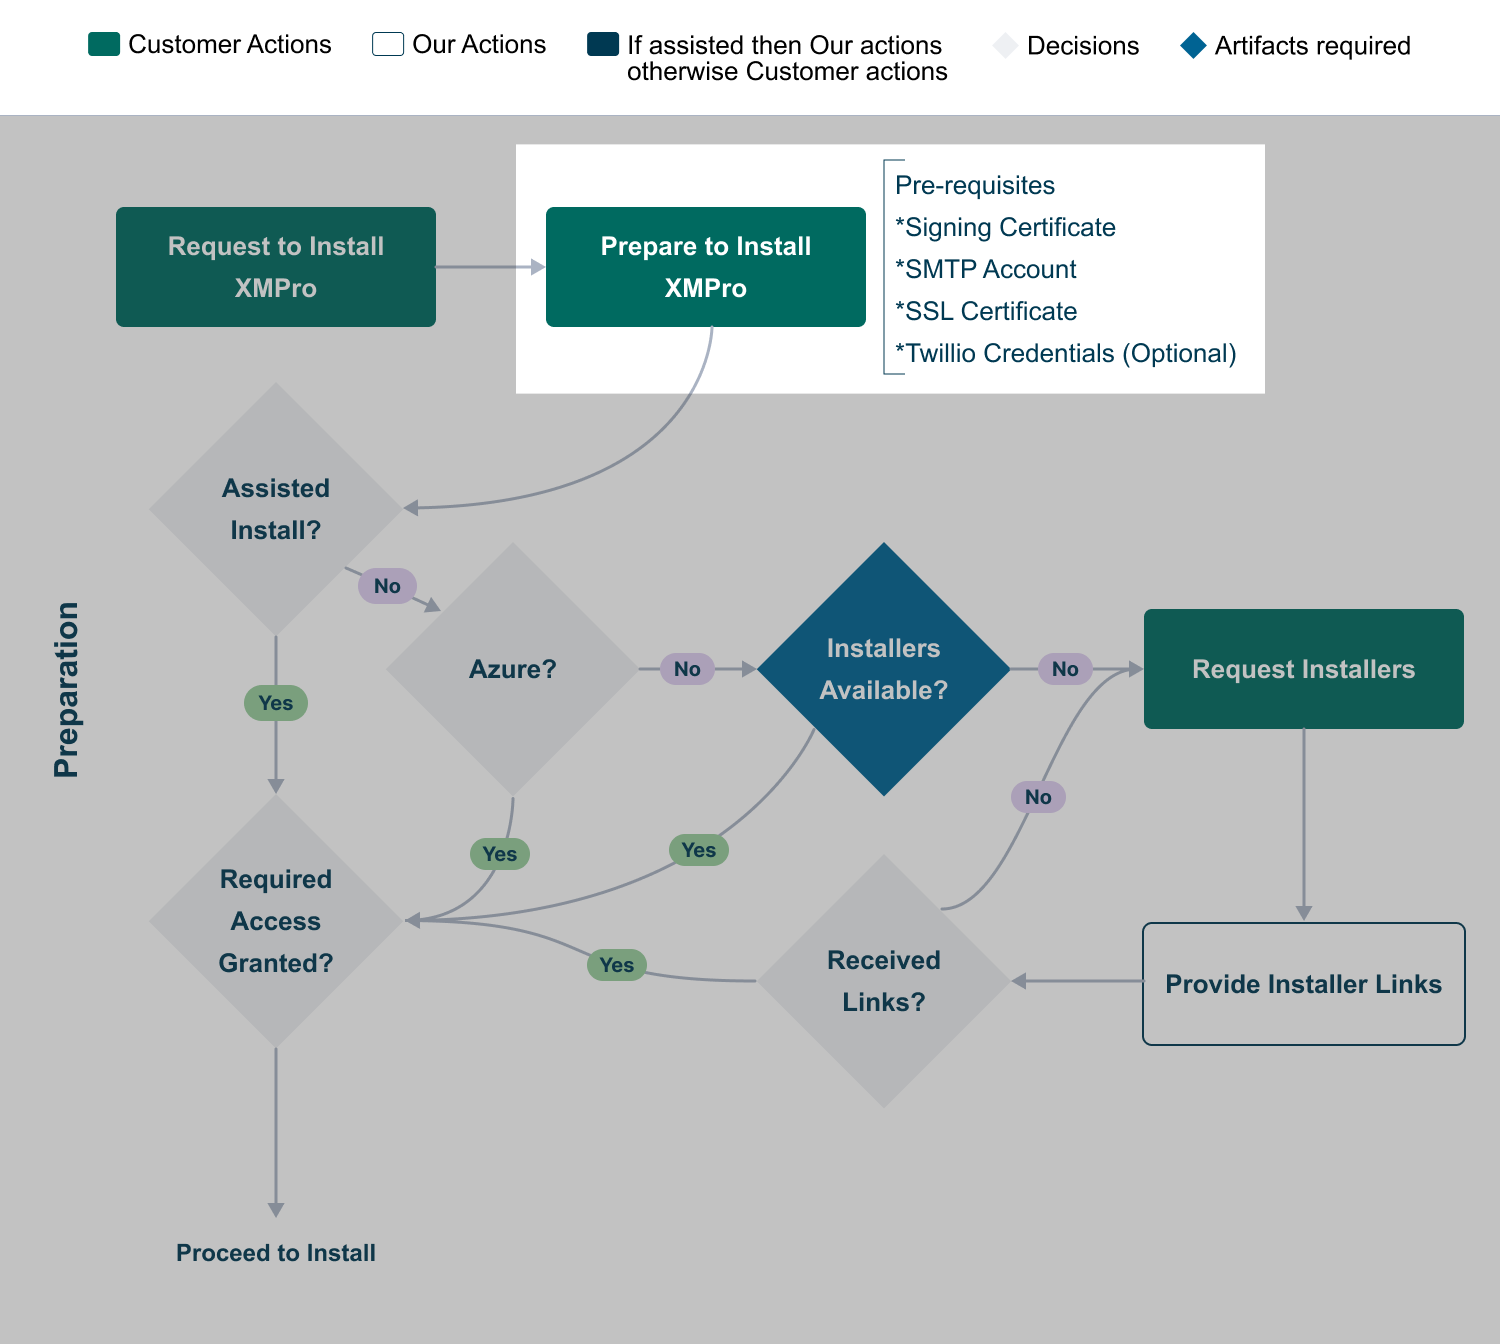 Customer Actions
Our Actions
If assisted then Our actions
otherwise Customer actions
Decisions
Artifacts required
Request to Install
XMPro
Prepare to Install
XMPro
Pre-requisites
*Signing Certificate
*SMTP Account
*SSL Certificate
*Twillio Credentials (Optional)
Assisted
Install?
No
Yes
Preparation
Azure?
No
Installers
Available?
No
Request Installers
No
Yes
Yes
Required
Access
Granted?
Yes
Received
Links?
Provide Installer Links
Proceed to Install